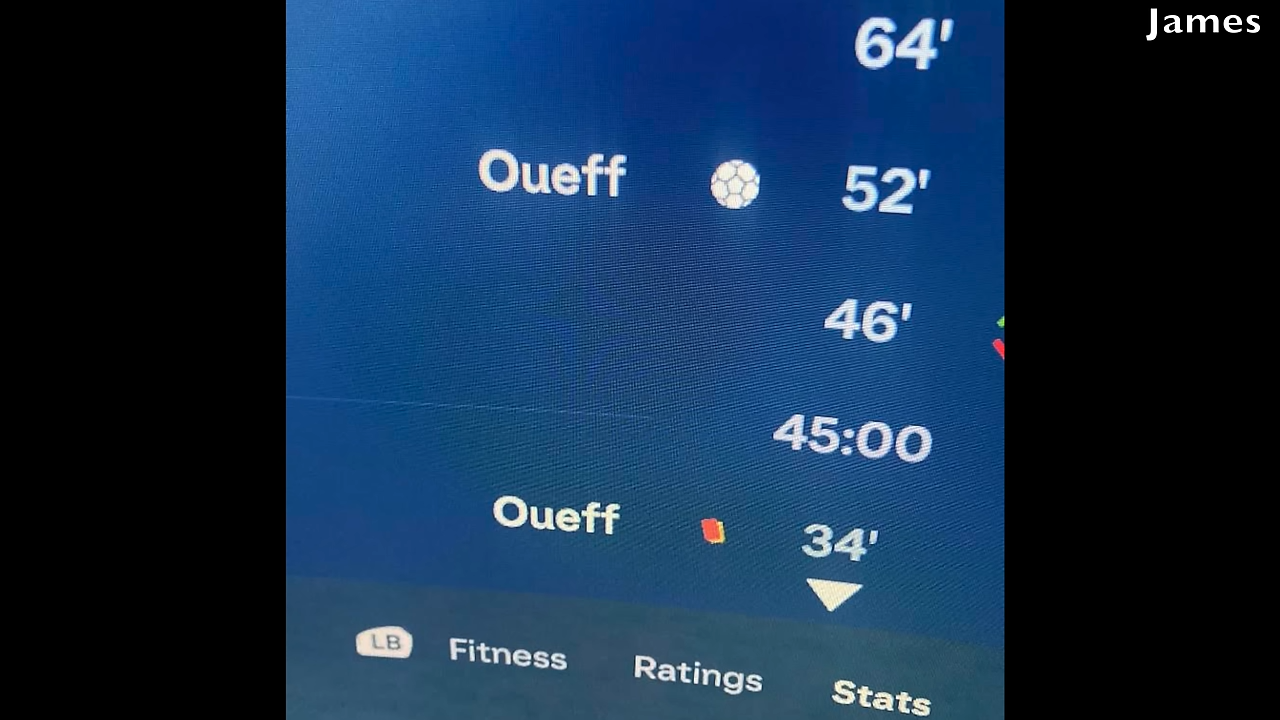 James
64'
Oueff 52'
46'
45:00
Oueff 34'
LB Fitness Ratings Stats